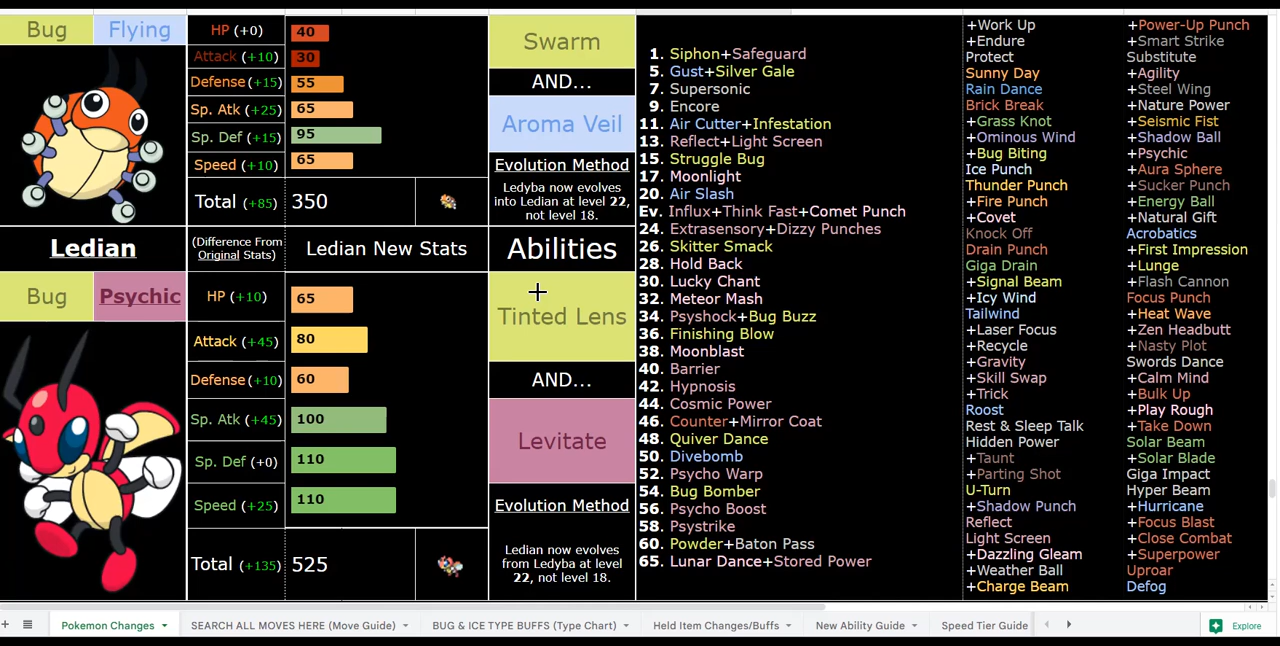 Bug Flying
HP (+0) 40
Attack (+10) 30
Defense (+15) 55
Sp. Atk (+25) 65
Sp. Def (+15) 95
Speed (+10) 65
Total (+85) 350
Swarm
AND...
Aroma Veil
Evolution Method
Ledyba now evolves
into Ledian at level 22,
not level 18.
Ledian
(Difference From
Original Stats)
Ledian New Stats
Abilities
Bug Psychic
HP (+10) 65
Attack (+45) 80
Defense (+10) 60
Sp. Atk (+45) 100
Sp. Def (+0) 110
Speed (+25) 110
Total (+135) 525
Tinted Lens
AND...
Levitate
Evolution Method
Ledian now evolves
from Ledyba at level
22, not level 18.
1. Siphon+Safeguard
5. Gust+Silver Gale
7. Supersonic
9. Encore
11. Air Cutter+Infestation
13. Reflect+Light Screen
15. Struggle Bug
17. Moonlight
20. Air Slash
Ev. Influx+Think Fast+Comet Punch
24. Extrasensory+Dizzy Punches
26. Skitter Smack
28. Hold Back
30. Lucky Chant
32. Meteor Mash
34. Psyshock+Bug Buzz
36. Finishing Blow
38. Moonblast
40. Barrier
42. Hypnosis
44. Cosmic Power
46. Counter+Mirror Coat
48. Quiver Dance
50. Divebomb
52. Psycho Warp
54. Bug Bomber
56. Psycho Boost
58. Psystrike
60. Powder+Baton Pass
65. Lunar Dance+Stored Power
+Work Up
+Endure
Protect
Sunny Day
Rain Dance
Brick Break
+Grass Knot
+Ominous Wind
+Bug Biting
Ice Punch
Thunder Punch
+Fire Punch
+Covet
Knock Off
Drain Punch
Giga Drain
+Signal Beam
+Icy Wind
Tailwind
+Laser Focus
+Recycle
+Gravity
+Skill Swap
+Trick
Roost
Rest & Sleep Talk
Hidden Power
+Taunt
+Parting Shot
U-Turn
+Shadow Punch
Reflect
Light Screen
+Dazzling Gleam
+Weather Ball
+Charge Beam
+Power-Up Punch
+Smart Strike
Substitute
+Agility
+Steel Wing
+Nature Power
+Seismic Fist
+Shadow Ball
+Psychic
+Aura Sphere
+Sucker Punch
+Energy Ball
+Natural Gift
Acrobatics
+First Impression
+Lunge
+Flash Cannon
Focus Punch
+Heat Wave
+Zen Headbutt
+Nasty Plot
Swords Dance
+Calm Mind
+Bulk Up
+Play Rough
+Take Down
Solar Beam
+Solar Blade
Giga Impact
Hyper Beam
+Hurricane
+Focus Blast
+Close Combat
+Superpower
Uproar
Defog
Pokemon Changes SEARCH ALL MOVES HERE (Move Guide) BUG & ICE TYPE BUFFS (Type Chart) Held Item Changes/Buffs New Ability Guide Speed Tier Guide Explore